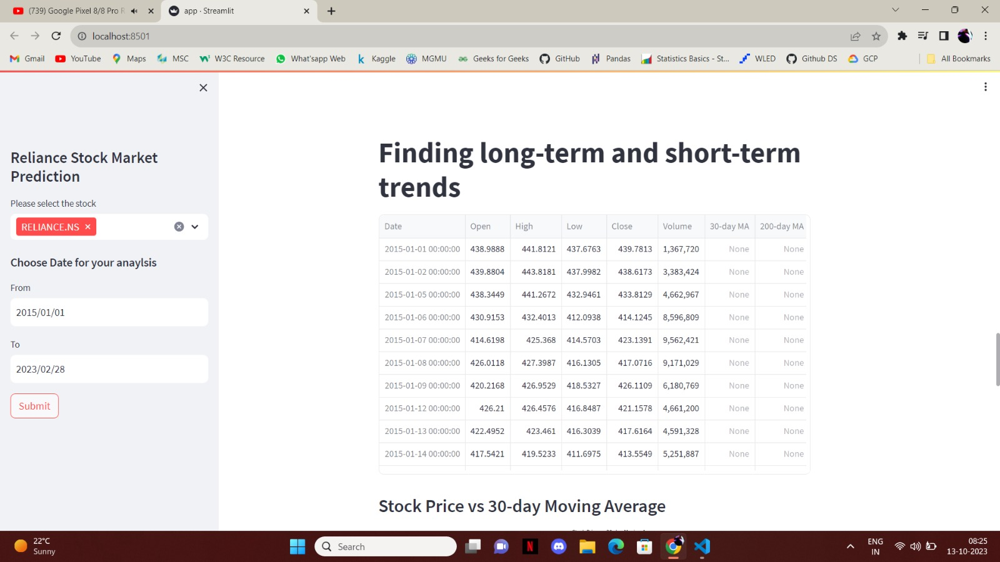 (739) Google Pixel 8/8 Pro R
app · Streamlit
localhost:8501
Gmail YouTube Maps MSC W3C Resource What'sapp Web Kaggle MGMU Geeks for Geeks GitHub Pandas Statistics Basics - St... WLED Github DS GCP All Bookmarks
Reliance Stock Market
Prediction
Please select the stock
RELIANCE.NS
Choose Date for your anaylsis
From
2015/01/01
To
2023/02/28
Submit
Finding long-term and short-term
trends
Date Open High Low Close Volume 30-day MA 200-day MA
2015-01-01 00:00:00 438.9888 441.8121 437.6763 439.7813 1,367,720 None None
2015-01-02 00:00:00 439.8804 443.8181 437.9982 438.6173 3,383,424 None None
2015-01-05 00:00:00 438.3449 441.2672 432.9461 433.8129 4,662,967 None None
2015-01-06 00:00:00 430.9153 432.4013 412.0938 414.1245 8,596,809 None None
2015-01-07 00:00:00 414.6198 425.368 414.5703 423.1391 9,562,421 None None
2015-01-08 00:00:00 426.0118 427.3987 416.1305 417.0716 9,171,029 None None
2015-01-09 00:00:00 420.2168 426.9529 418.5327 426.1109 6,180,769 None None
2015-01-12 00:00:00 426.21 426.4576 416.8487 421.1578 4,661,200 None None
2015-01-13 00:00:00 422.4952 423.461 416.3039 417.6164 4,591,328 None None
2015-01-14 00:00:00 417.5421 419.5233 411.6975 413.5549 5,251,887 None None
Stock Price vs 30-day Moving Average
22°C
Sunny
Search
ENG
IN
08:25
13-10-2023